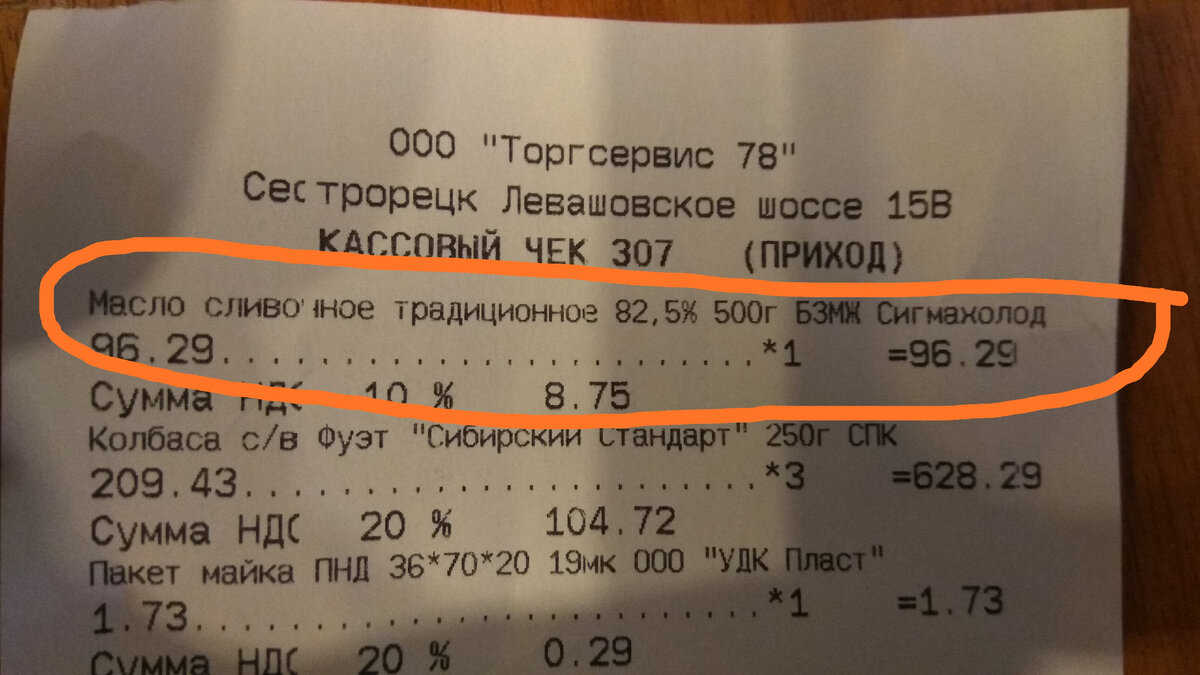 ООО "Торгсервис 78"
Сестрорецк Левашовское шоссе 15В
КАССОВЫЙ ЧЕК 307 (ПРИХОД)
Масло сливочное традиционное 82,5% 500г БЗМЖ Сигмахолод
96.29..............................*1 =96.29
Сумма НДС 10 % 8.75
Колбаса с/в Фуэт "Сибирский Стандарт" 250г СПК
209.43.............................*3 =628.29
Сумма НДС 20 % 104.72
Пакет майка ПНД 36*70*20 19мк ООО "УДК Пласт"
1.73...............................*1 =1.73
Сумма НДС 20 % 0.29